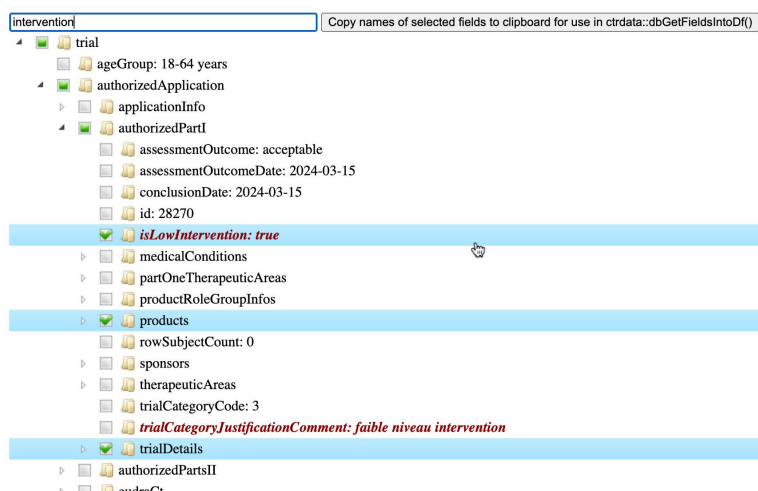 intervention Copy names of selected fields to clipboard for use in ctrdata::dbGetFieldsIntoDf()
trial
ageGroup: 18-64 years
authorizedApplication
applicationInfo
authorizedPartI
assessmentOutcome: acceptable
assessmentOutcomeDate: 2024-03-15
conclusionDate: 2024-03-15
id: 28270
isLowIntervention: true
medicalConditions
partOneTherapeuticAreas
productRoleGroupInfos
products
rowSubjectCount: 0
sponsors
therapeuticAreas
trialCategoryCode: 3
trialCategoryJustificationComment: faible niveau intervention
trialDetails
authorizedPartsII
eudraCt